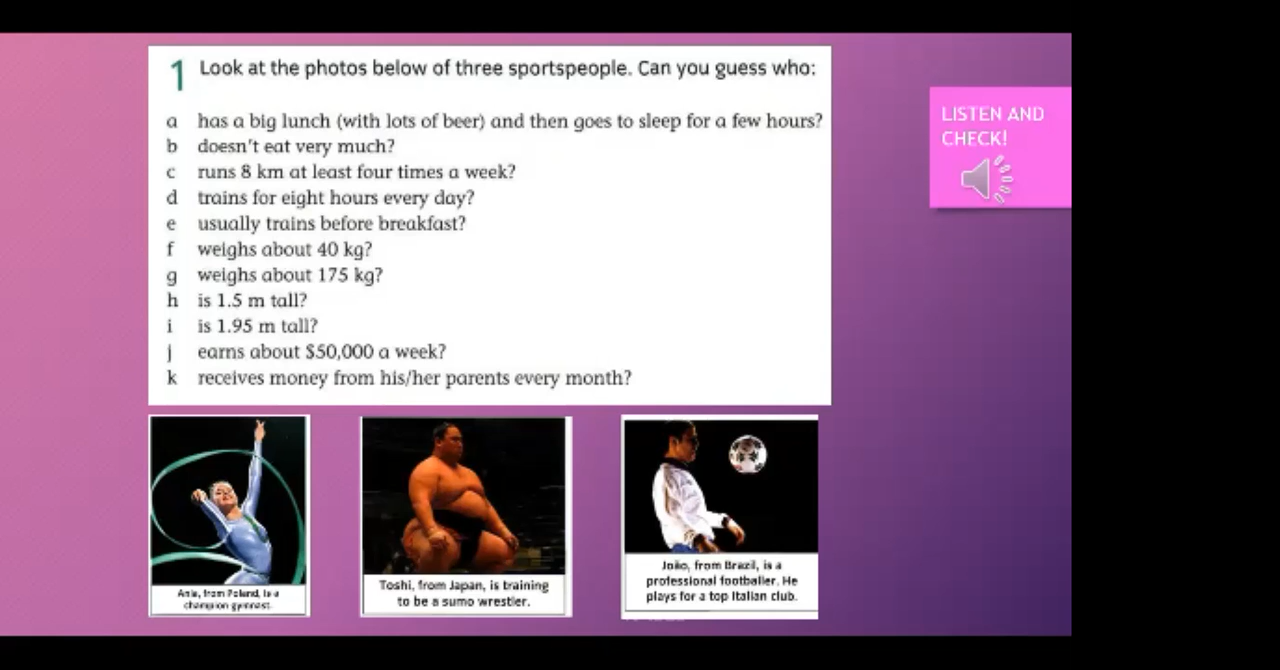 1 Look at the photos below of three sportspeople. Can you guess who:
a has a big lunch (with lots of beer) and then goes to sleep for a few hours?
b doesn't eat very much?
c runs 8 km at least four times a week?
d trains for eight hours every day?
e usually trains before breakfast?
f weighs about 40 kg?
g weighs about 175 kg?
h is 1.5 m tall?
i is 1.95 m tall?
j earns about $50,000 a week?
k receives money from his/her parents every month?
LISTEN AND
CHECK!
Ania, from Poland, is a
champion gymnast.
Toshi, from Japan, is training
to be a sumo wrestler.
João, from Brazil, is a
professional footballer. He
plays for a top Italian club.